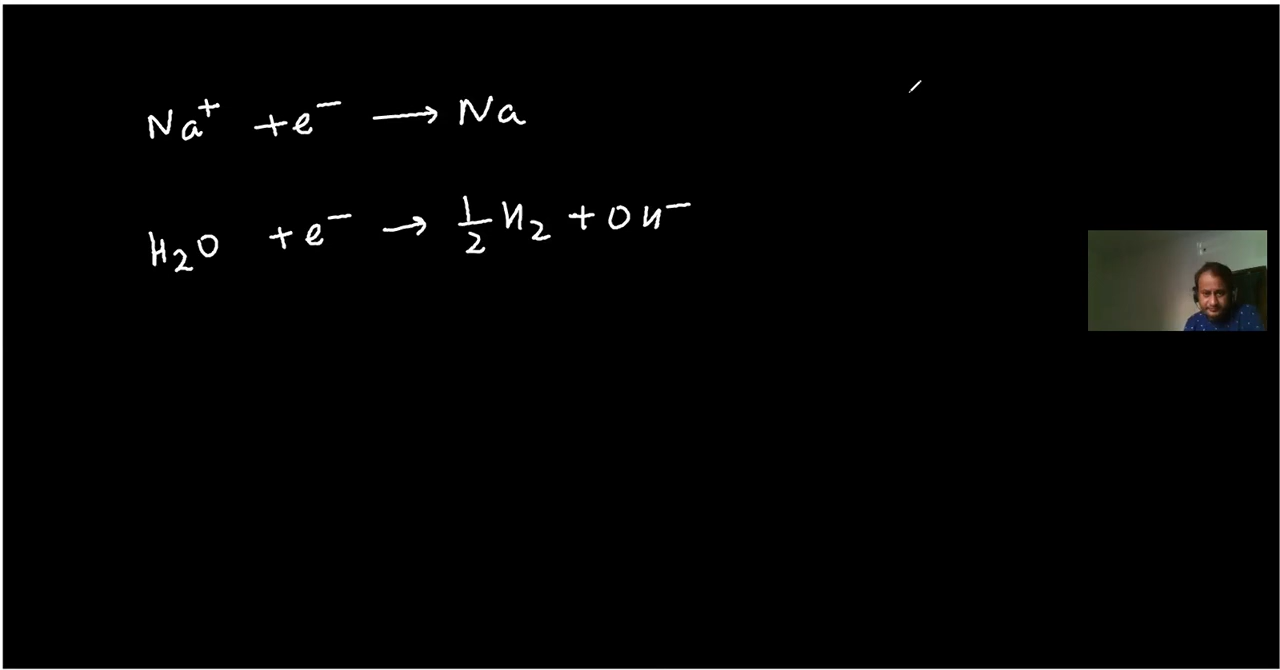 Na⁺ + e⁻ ⟶ Na
H₂O + e⁻ → ½ H₂ + OH⁻